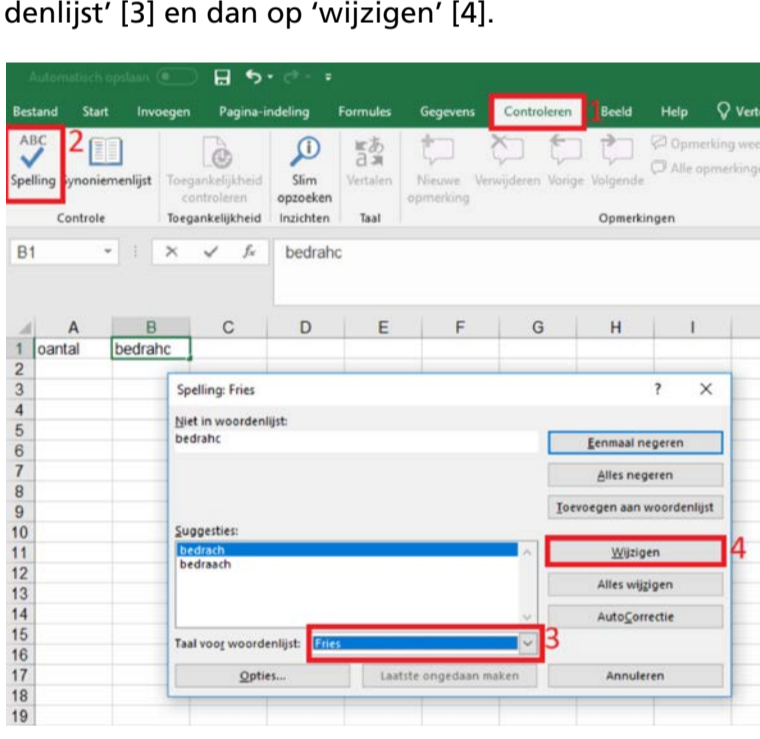 denlijst' [3] en dan op 'wijzigen' [4].
Automatisch opslaan
Bestand Start Invoegen Pagina-indeling Formules Gegevens Controleren 1 Beeld Help Vert
ABC 2
Spelling Synoniemenlijst Toegankelijkheid controleren Slim opzoeken Vertalen Nieuwe opmerking Verwijderen Vorige Volgende Opmerking wee
Alle opmerkinge
Controle Toegankelijkheid Inzichten Taal Opmerkingen
B1 fx bedrahc
A B C D E F G H I
1 oantal bedrahc
2
3 Spelling: Fries ? ×
4
Niet in woordenlijst:
5 bedrahc Eenmaal negeren
6
7 Alles negeren
8
9 Toevoegen aan woordenlijst
10 Suggesties:
11 bedrach Wijzigen 4
bedraach
12
13 Alles wijzigen
14 AutoCorrectie
15 Taal voor woordenlijst: Fries 3
16
17 Opties... Laatste ongedaan maken Annuleren
18
19